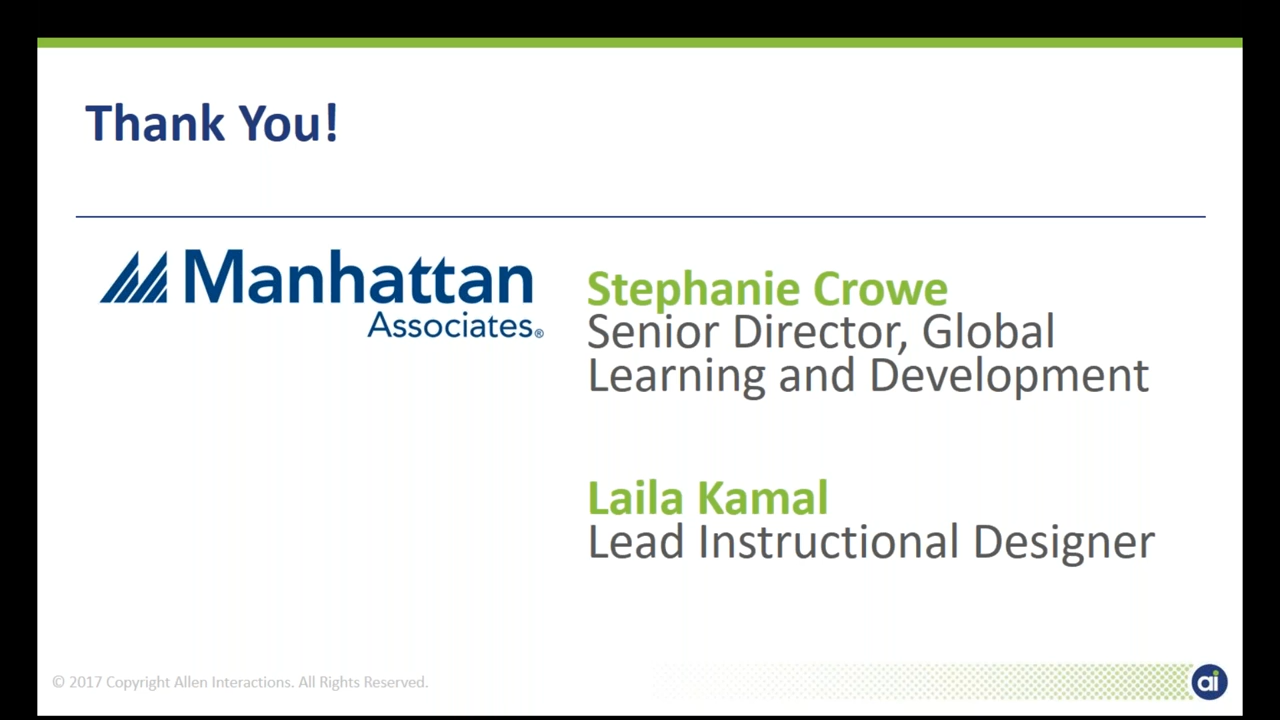 Thank You!
Manhattan
Associates®
Stephanie Crowe
Senior Director, Global
Learning and Development
Laila Kamal
Lead Instructional Designer
© 2017 Copyright Allen Interactions. All Rights Reserved.
ai